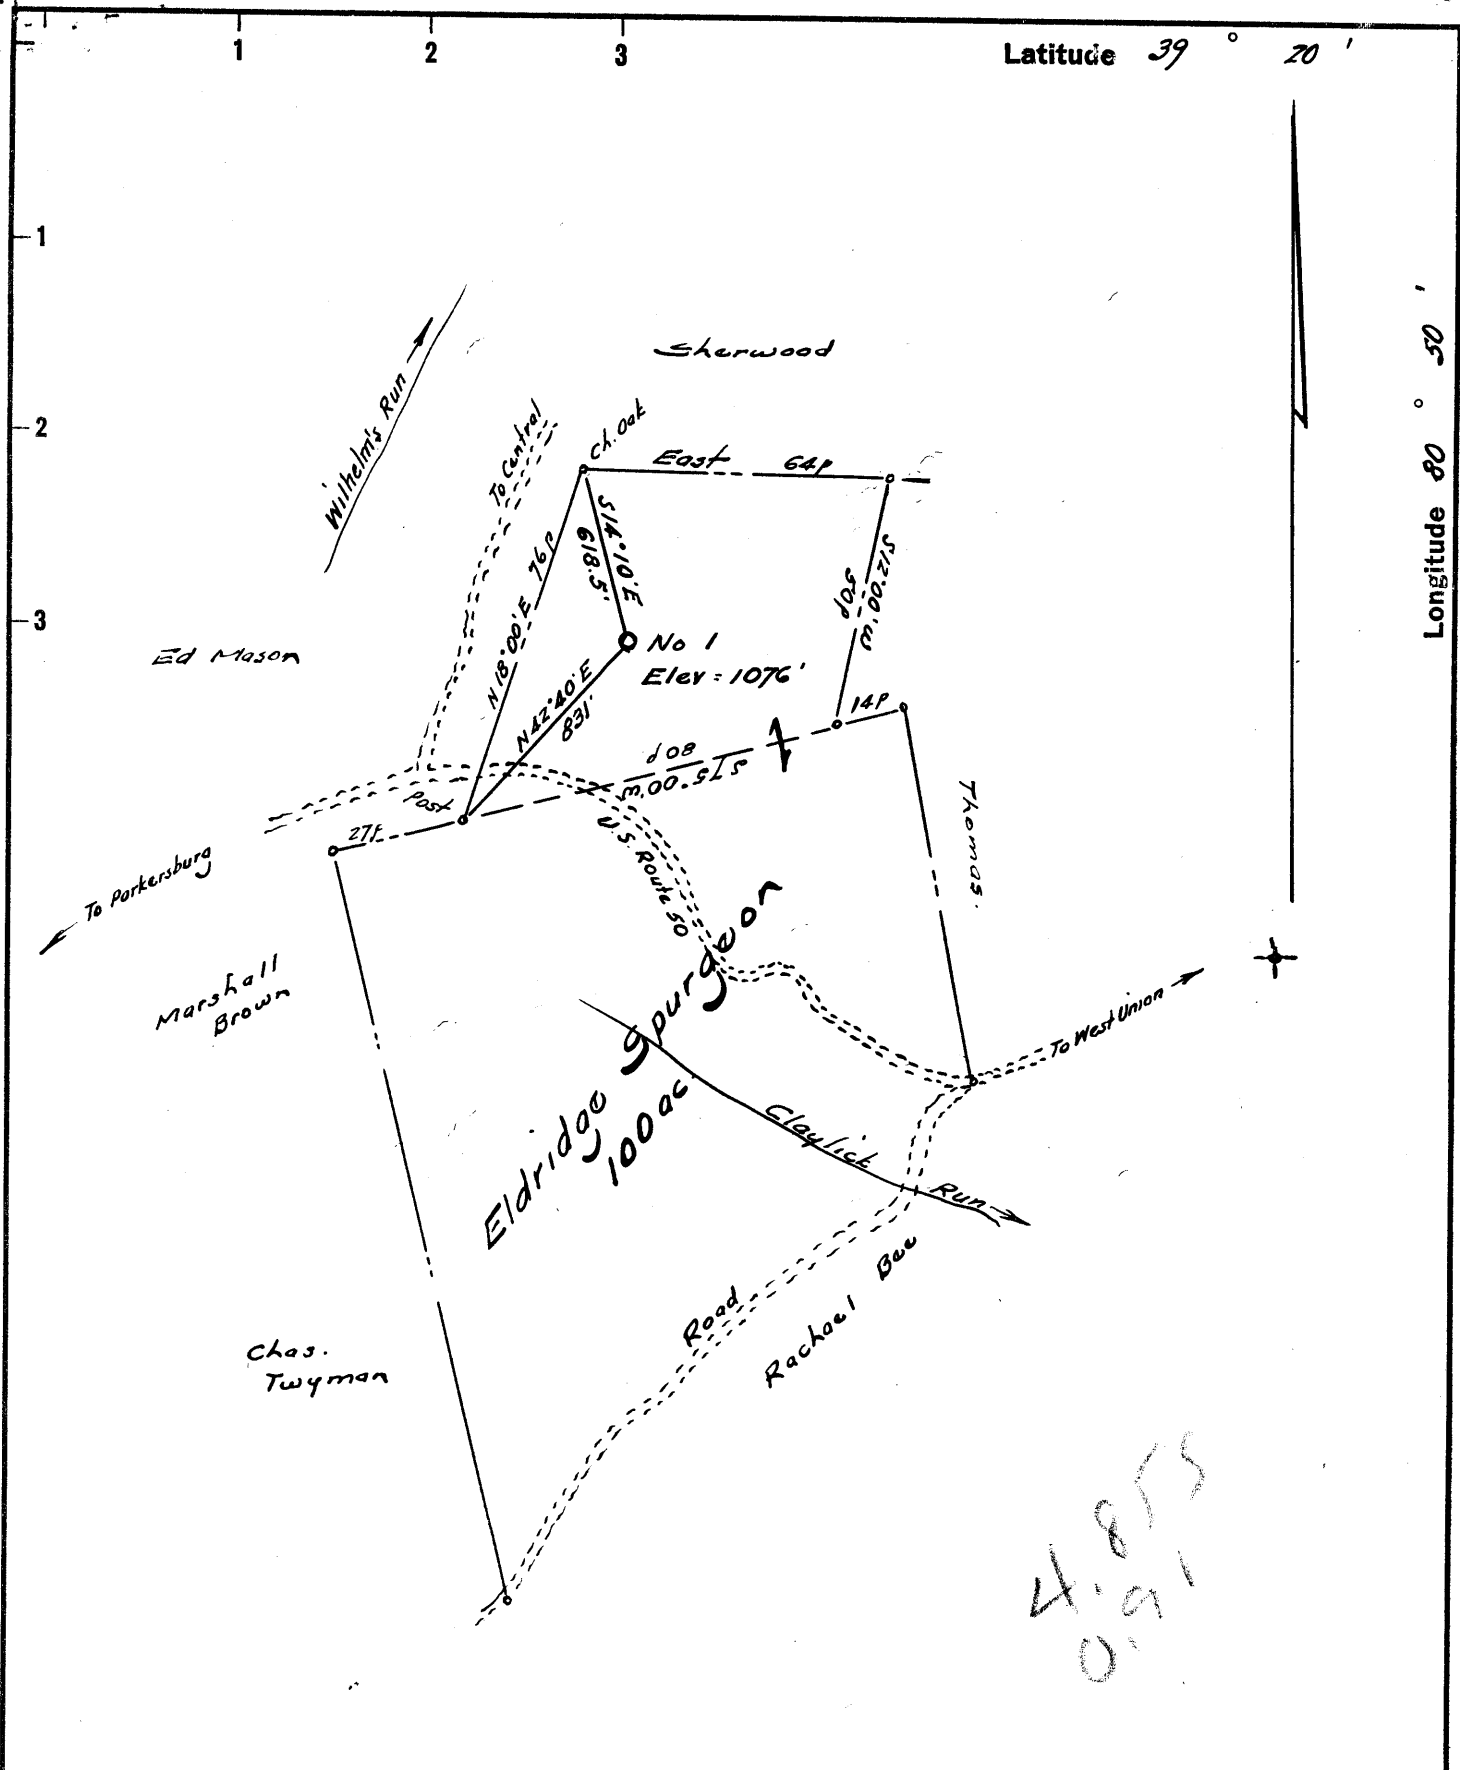 1 2 3 Latitude 39 ° 20 '
1
2
3
Longitude 80 ° 50 '
Sherwood
Wilhelm's Run
To Central
Ch. Oak
East 64P
S14°10'E
618.5'
N18°00'E 76P
S12°00'W
50P
Ed Mason
No 1
Elev = 1076'
N42°40'E
831'
14P
80P
S75°00'W
Post
27P
To Parkersburg
U.S. Route 50
Thomas.
Marshall
Brown
To West Union
Eldridge Spurgeon
100 ac
Claylick Run
Road
Rachael Bee
Chas.
Twyman
4.855
0.91